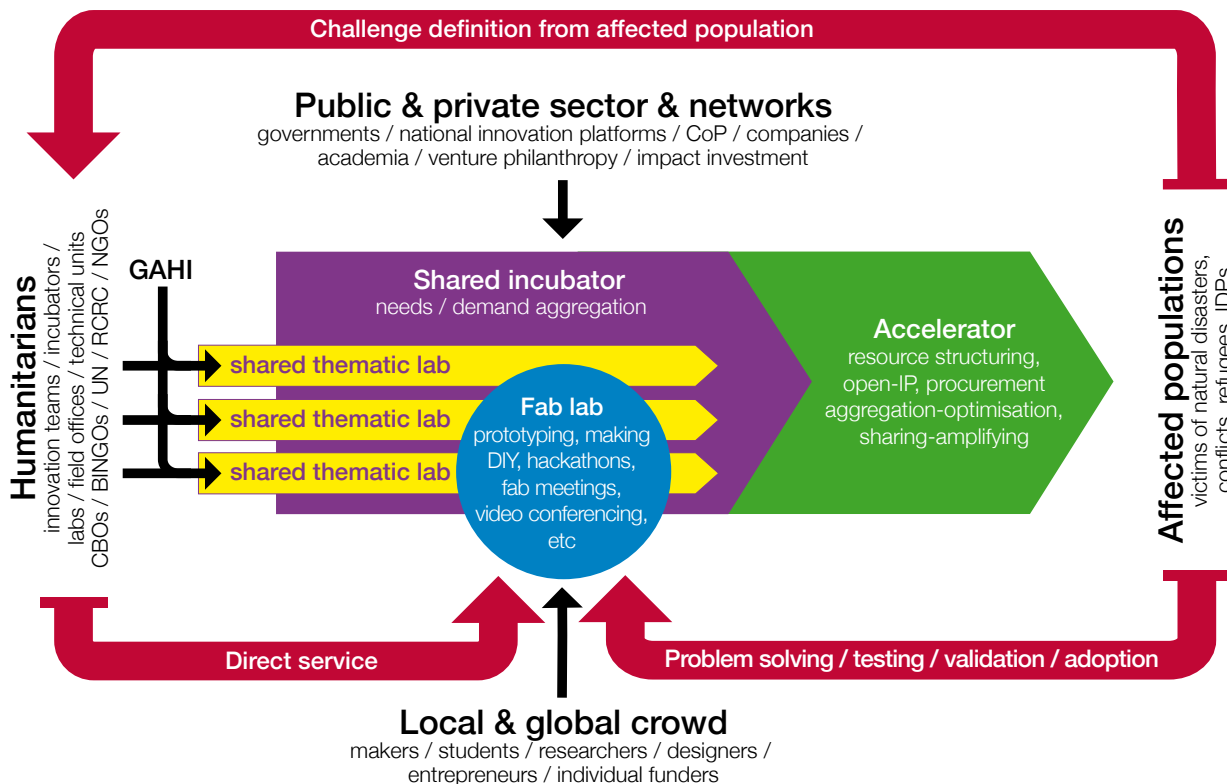 Challenge definition from affected population
Public & private sector & networks
governments / national innovation platforms / CoP / companies /
academia / venture philanthropy / impact investment
Humanitarians
innovation teams / incubators /
labs / field offices / technical units
CBOs / BINGOs / UN / RCRC / NGOs
GAHI
Shared incubator
needs / demand aggregation
shared thematic lab
shared thematic lab
shared thematic lab
Fab lab
prototyping, making
DIY, hackathons,
fab meetings,
video conferencing,
etc
Accelerator
resource structuring,
open-IP, procurement
aggregation-optimisation,
sharing-amplifying
Affected populations
victims of natural disasters,
conflicts, refuges, IDPs
Direct service
Problem solving / testing / validation / adoption
Local & global crowd
makers / students / researchers / designers /
entrepreneurs / individual funders